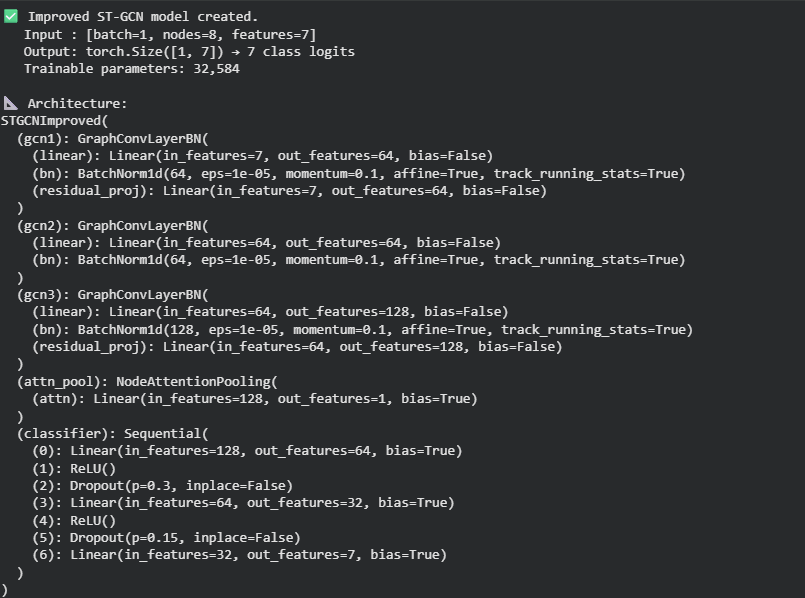 ✅ Improved ST-GCN model created.
   Input : [batch=1, nodes=8, features=7]
   Output: torch.Size([1, 7]) → 7 class logits
   Trainable parameters: 32,584
📐 Architecture:
STGCNImproved(
  (gcn1): GraphConvLayerBN(
    (linear): Linear(in_features=7, out_features=64, bias=False)
    (bn): BatchNorm1d(64, eps=1e-05, momentum=0.1, affine=True, track_running_stats=True)
    (residual_proj): Linear(in_features=7, out_features=64, bias=False)
  )
  (gcn2): GraphConvLayerBN(
    (linear): Linear(in_features=64, out_features=64, bias=False)
    (bn): BatchNorm1d(64, eps=1e-05, momentum=0.1, affine=True, track_running_stats=True)
  )
  (gcn3): GraphConvLayerBN(
    (linear): Linear(in_features=64, out_features=128, bias=False)
    (bn): BatchNorm1d(128, eps=1e-05, momentum=0.1, affine=True, track_running_stats=True)
    (residual_proj): Linear(in_features=64, out_features=128, bias=False)
  )
  (attn_pool): NodeAttentionPooling(
    (attn): Linear(in_features=128, out_features=1, bias=True)
  )
  (classifier): Sequential(
    (0): Linear(in_features=128, out_features=64, bias=True)
    (1): ReLU()
    (2): Dropout(p=0.3, inplace=False)
    (3): Linear(in_features=64, out_features=32, bias=True)
    (4): ReLU()
    (5): Dropout(p=0.15, inplace=False)
    (6): Linear(in_features=32, out_features=7, bias=True)
  )
)